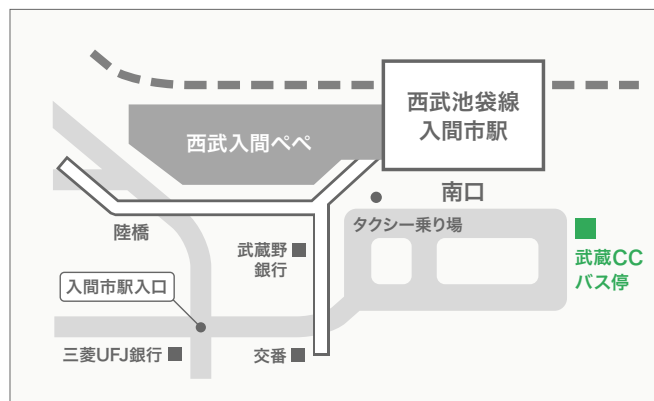 西武池袋線
入間市駅
西武入間ぺぺ
南口
タクシー乗り場
陸橋
武蔵野
銀行
武蔵CC
バス停
入間市駅入口
三菱UFJ銀行
交番